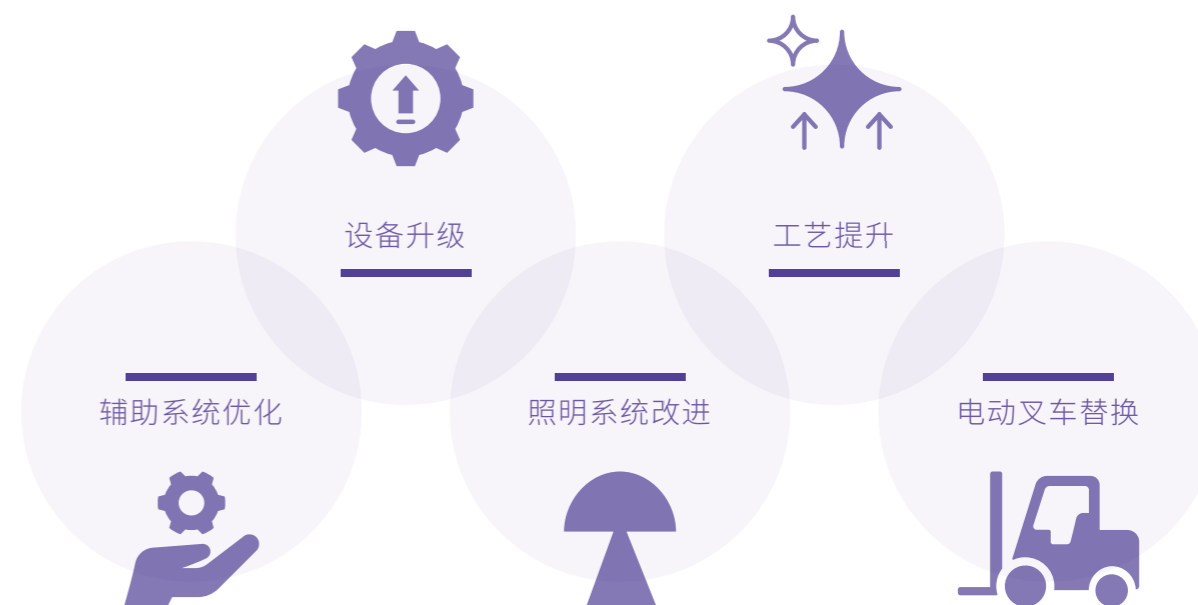 设备升级
工艺提升
辅助系统优化
照明系统改进
电动叉车替换